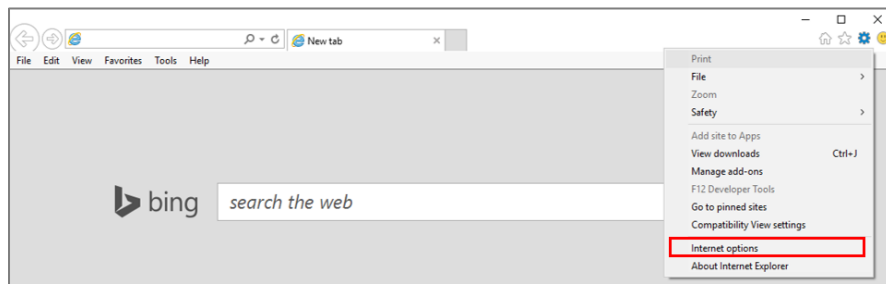 New tab
File Edit View Favorites Tools Help
bing
search the web
Print
File
Zoom
Safety
Add site to Apps
View downloads Ctrl+J
Manage add-ons
F12 Developer Tools
Go to pinned sites
Compatibility View settings
Internet options
About Internet Explorer